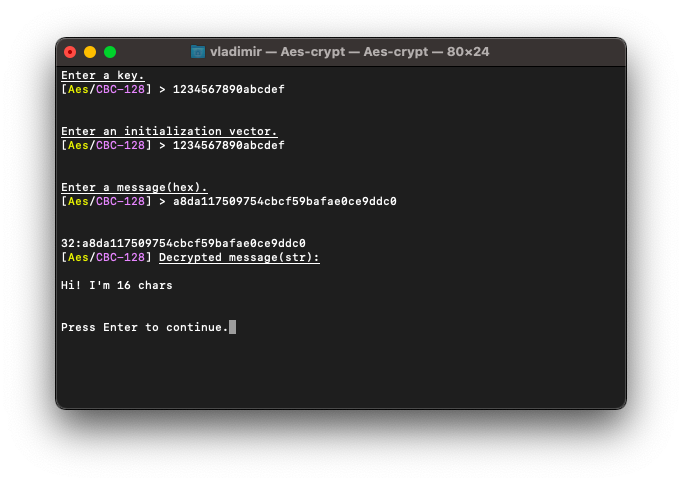 vladimir — Aes-crypt — Aes-crypt — 80×24
Enter a key.
[Aes/CBC-128] > 1234567890abcdef
Enter an initialization vector.
[Aes/CBC-128] > 1234567890abcdef
Enter a message(hex).
[Aes/CBC-128] > a8da117509754cbcf59bafae0ce9ddc0
32:a8da117509754cbcf59bafae0ce9ddc0
[Aes/CBC-128] Decrypted message(str):
Hi! I'm 16 chars
Press Enter to continue.